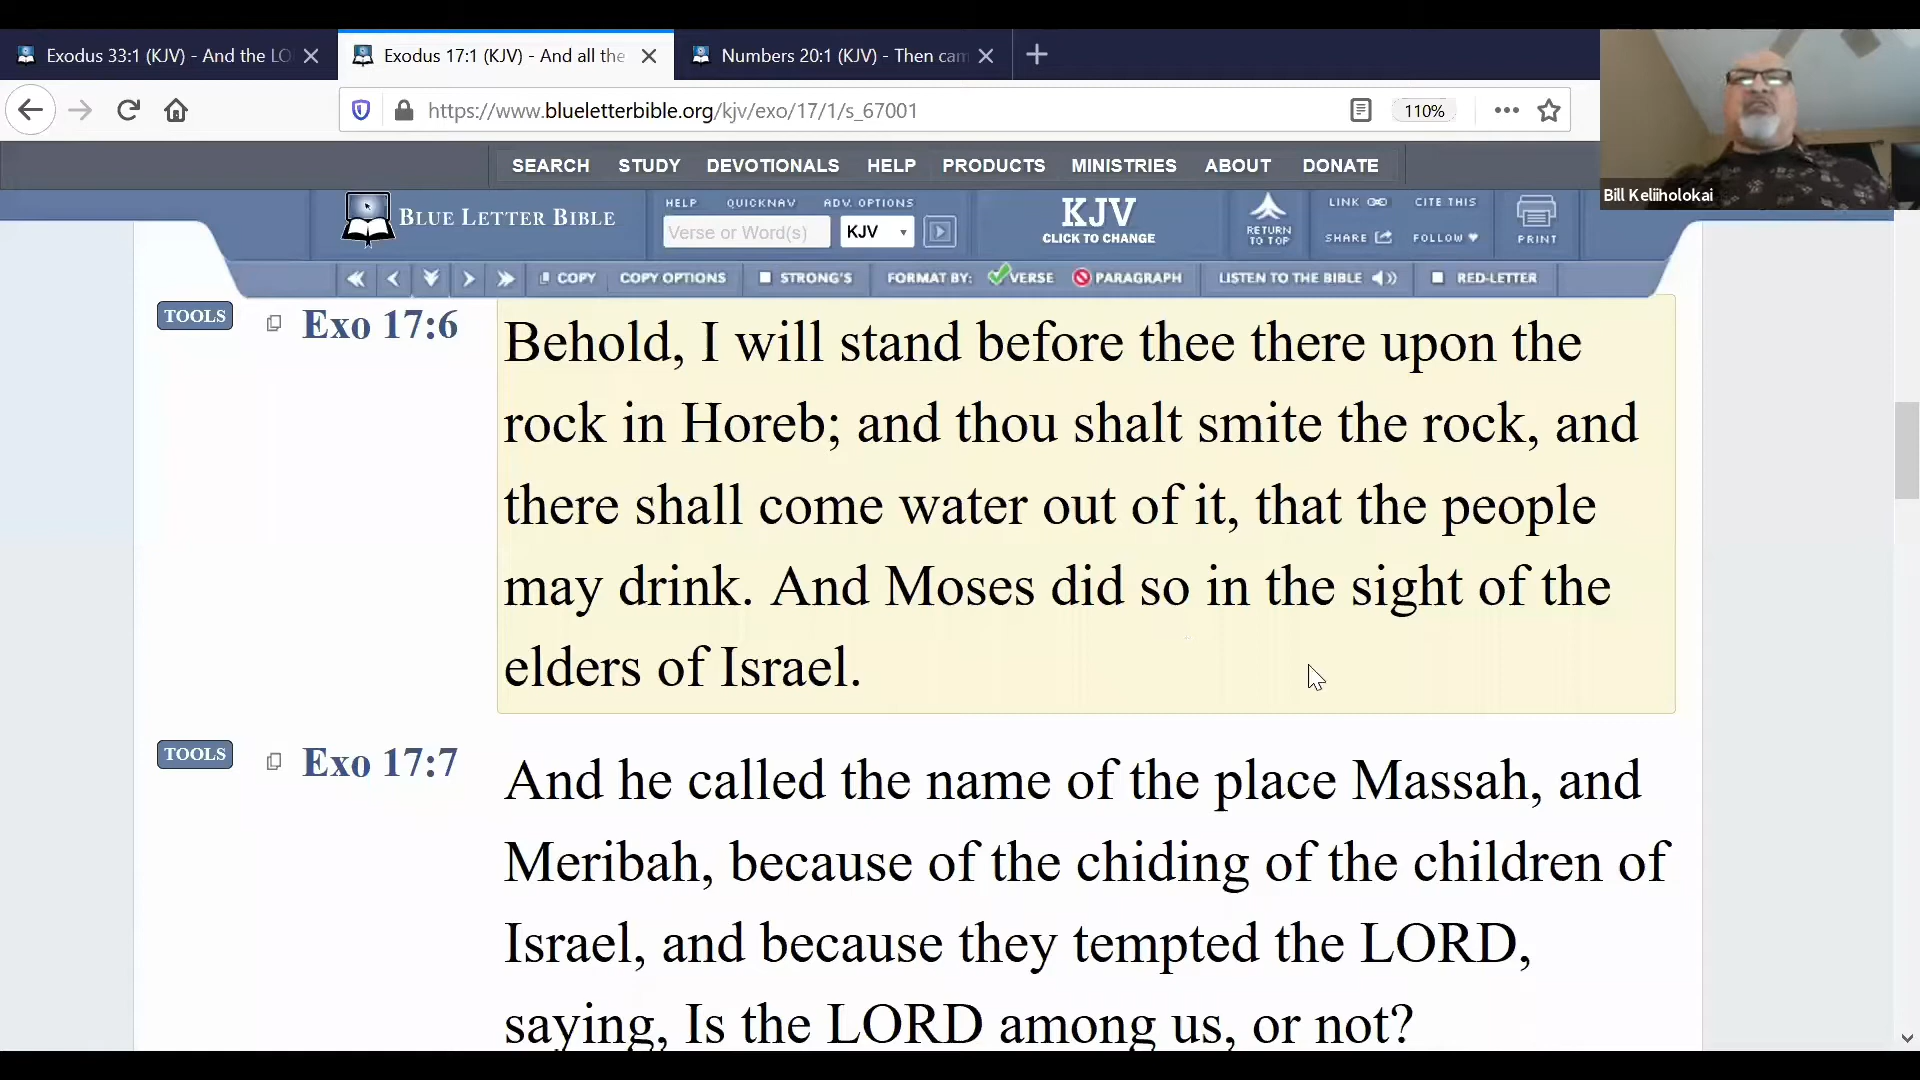 Exodus 33:1 (KJV) - And the LO
Exodus 17:1 (KJV) - And all the
Numbers 20:1 (KJV) - Then cam
https://www.blueletterbible.org/kjv/exo/17/1/s_67001
110%
Bill Keliiholokai
SEARCH STUDY DEVOTIONALS HELP PRODUCTS MINISTRIES ABOUT DONATE
BLUE LETTER BIBLE
HELP QUICKNAV ADV. OPTIONS
Verse or Word(s)
KJV
KJV
CLICK TO CHANGE
RETURN
TO TOP
LINK CITE THIS
SHARE FOLLOW
PRINT
COPY COPY OPTIONS STRONG'S FORMAT BY: VERSE PARAGRAPH LISTEN TO THE BIBLE RED-LETTER
TOOLS
Exo 17:6
Behold, I will stand before thee there upon the
rock in Horeb; and thou shalt smite the rock, and
there shall come water out of it, that the people
may drink. And Moses did so in the sight of the
elders of Israel.
TOOLS
Exo 17:7
And he called the name of the place Massah, and
Meribah, because of the chiding of the children of
Israel, and because they tempted the LORD,
saying, Is the LORD among us, or not?